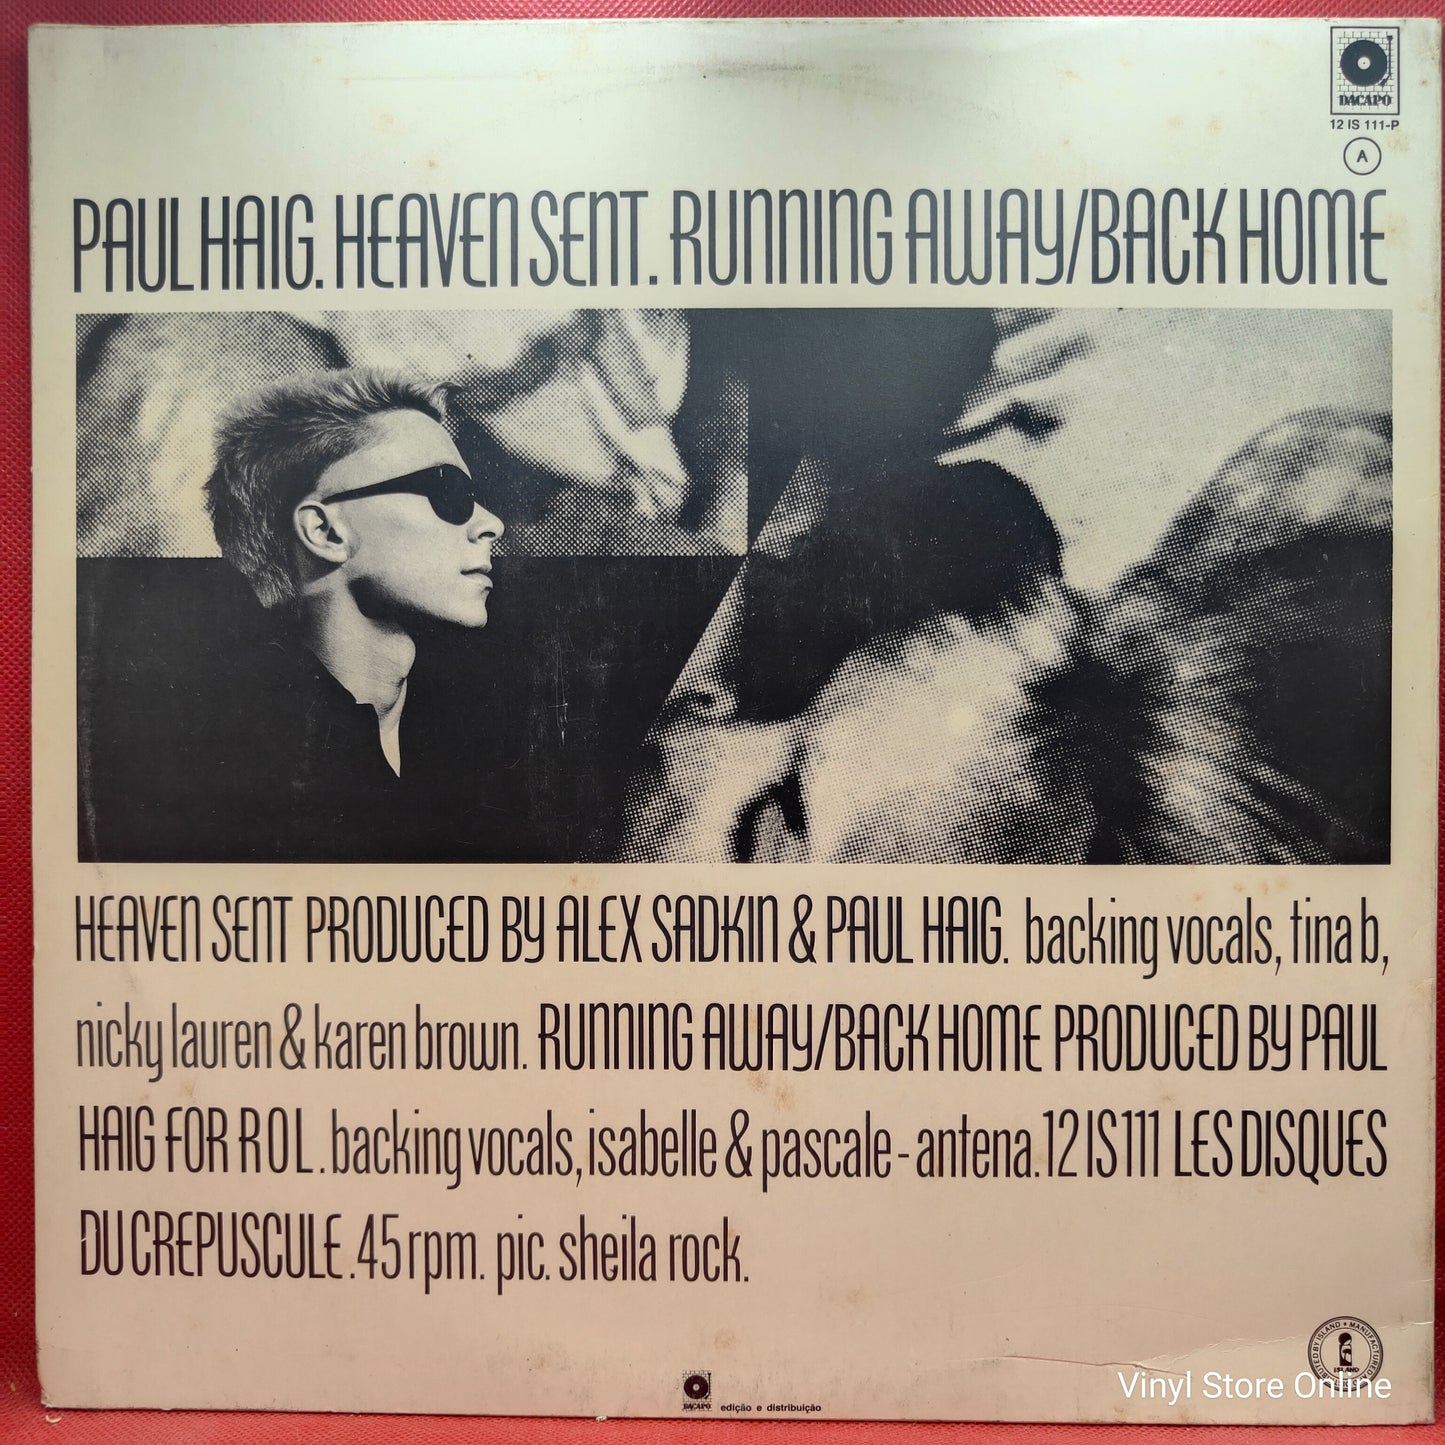 DACAPO
12 IS 111-P
A
PAUL HAIG. HEAVEN SENT. RUNNING AWAY/BACK HOME
HEAVEN SENT PRODUCED BY ALEX SADKIN & PAUL HAIG. backing vocals, tina b,
nicky lauren & karen brown. RUNNING AWAY/BACK HOME PRODUCED BY PAUL
HAIG FOR R O L. backing vocals, isabelle & pascale - antena. 12 IS 111 LES DISQUES
DU CREPUSCULE. 45 rpm. pic. sheila rock.
BY ISLAND • MANUFACTURED
ISLAND
Vinyl Store Online
DACAPO edição e distribuição